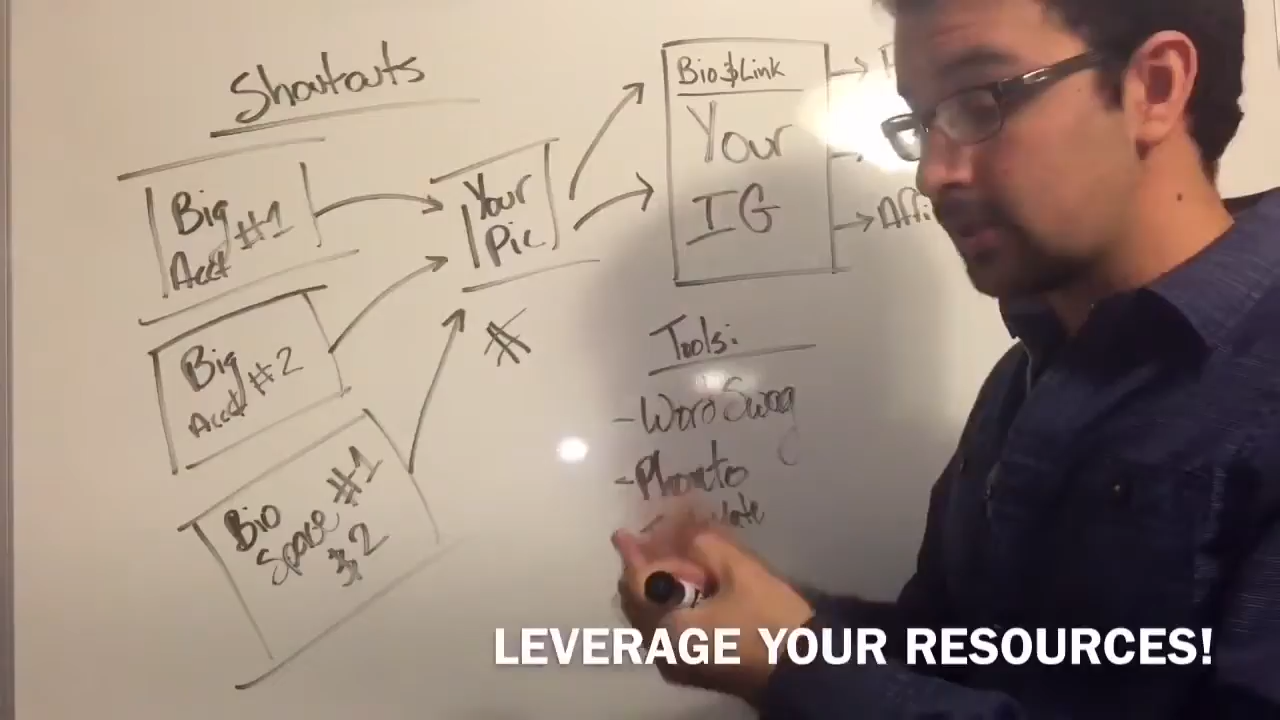 Shoutouts
Big
Acct #1
Big
Acct #2
Bio
Space #1
& 2
Your
Pic
Bio & Link
Your
IG
Affi
Tools:
- Word Swag
- Phonto
LEVERAGE YOUR RESOURCES!